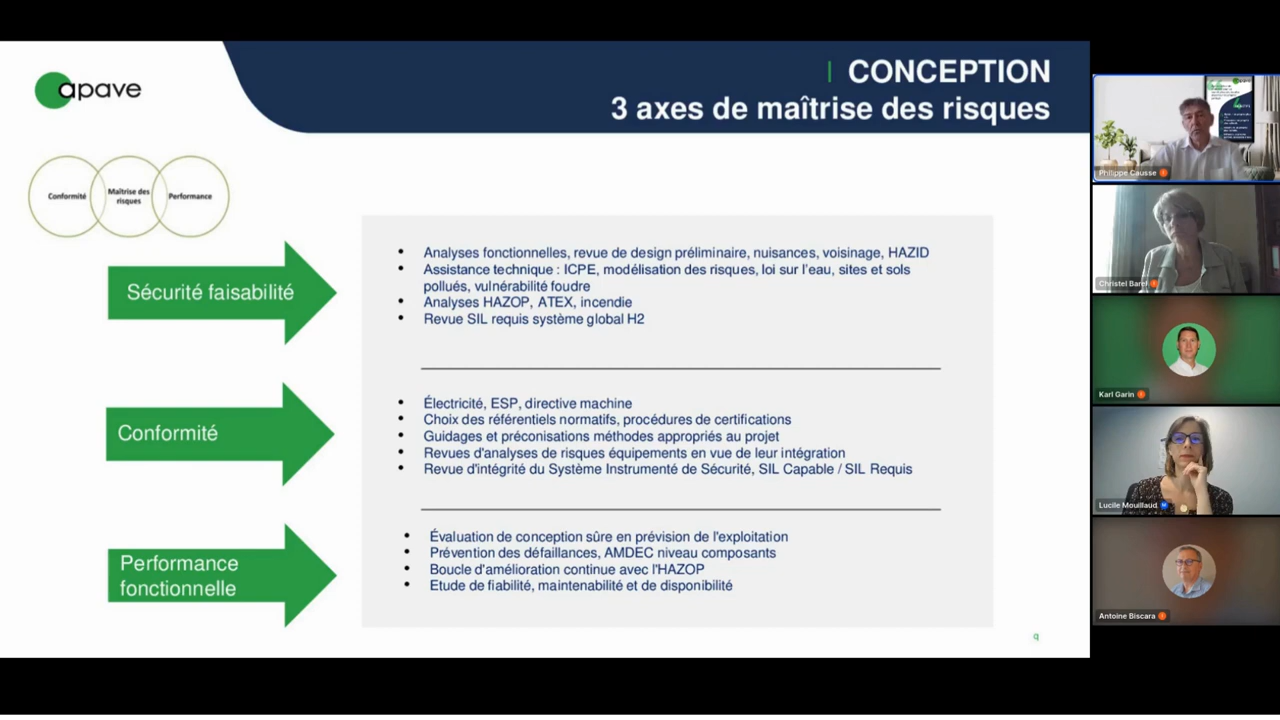 apave
CONCEPTION
3 axes de maîtrise des risques
Conformité
Maîtrise des
risques
Performance
Sécurité faisabilité
• Analyses fonctionnelles, revue de design préliminaire, nuisances, voisinage, HAZID
• Assistance technique : ICPE, modélisation des risques, loi sur l'eau, sites et sols
pollués, vulnérabilité foudre
• Analyses HAZOP, ATEX, incendie
• Revue SIL requis système global H2
Conformité
• Électricité, ESP, directive machine
• Choix des référentiels normatifs, procédures de certifications
• Guidages et préconisations méthodes appropriés au projet
• Revues d'analyses de risques équipements en vue de leur intégration
• Revue d'intégrité du Système Instrumenté de Sécurité, SIL Capable / SIL Requis
Performance
fonctionnelle
• Évaluation de conception sûre en prévision de l'exploitation
• Prévention des défaillances, AMDEC niveau composants
• Boucle d'amélioration continue avec l'HAZOP
• Etude de fiabilité, maintenabilité et de disponibilité
Philippe Causse
Christel Barel
Karl Garin
Lucile Mouillaud
Antoine Biscara